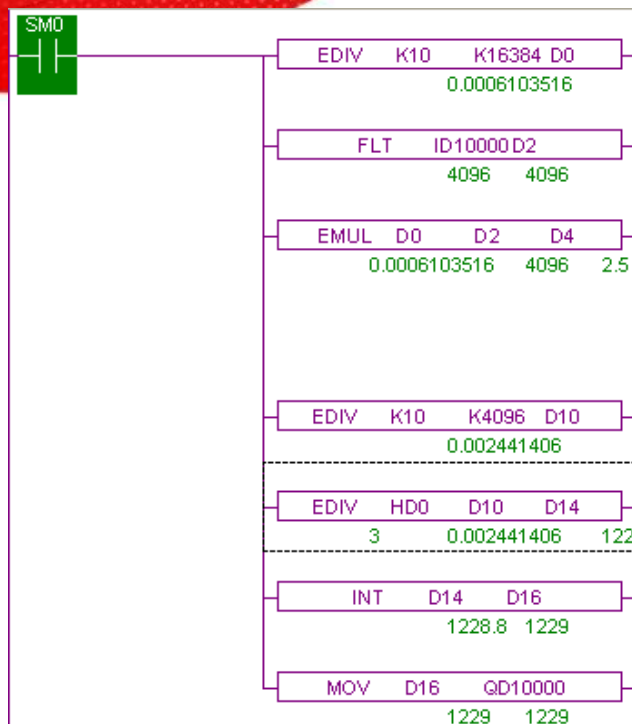 SM0
EDIV K10 K16384 D0
0.0006103516
FLT ID10000 D2
4096 4096
EMUL D0 D2 D4
0.0006103516 4096 2.5
EDIV K10 K4096 D10
0.002441406
EDIV HD0 D10 D14
3 0.002441406 122
INT D14 D16
1228.8 1229
MOV D16 QD10000
1229 1229